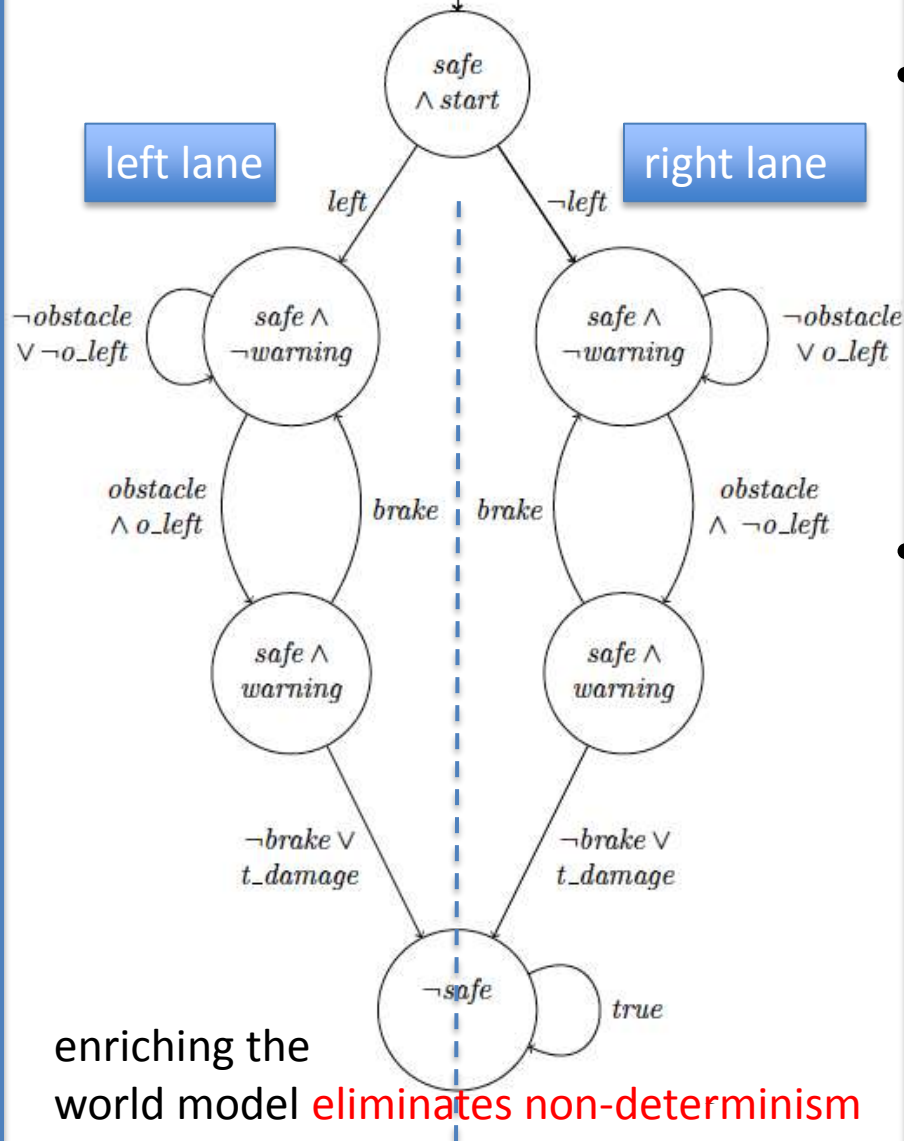 safe
∧ start
left lane
right lane
left
¬left
¬obstacle
∨ ¬o_left
safe ∧
¬warning
safe ∧
¬warning
¬obstacle
∨ o_left
obstacle
∧ o_left
brake
brake
obstacle
∧ ¬o_left
safe ∧
warning
safe ∧
warning
¬brake ∨
t_damage
¬brake ∨
t_damage
¬safe
true
enriching the
world model eliminates non-determinism